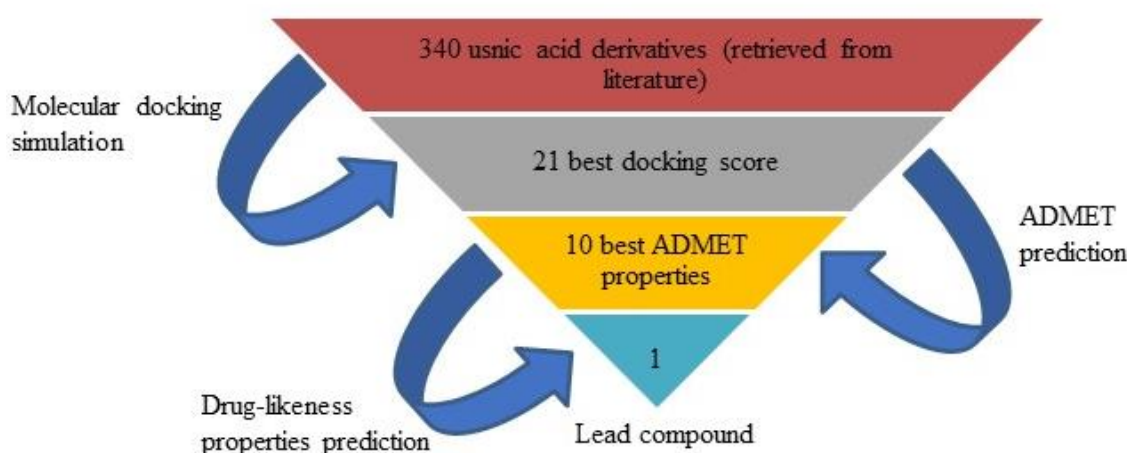 340 usnic acid derivatives (retrieved from
literature)
Molecular docking
simulation
21 best docking score
ADMET
prediction
10 best ADMET
properties
1
Drug-likeness
properties prediction
Lead compound